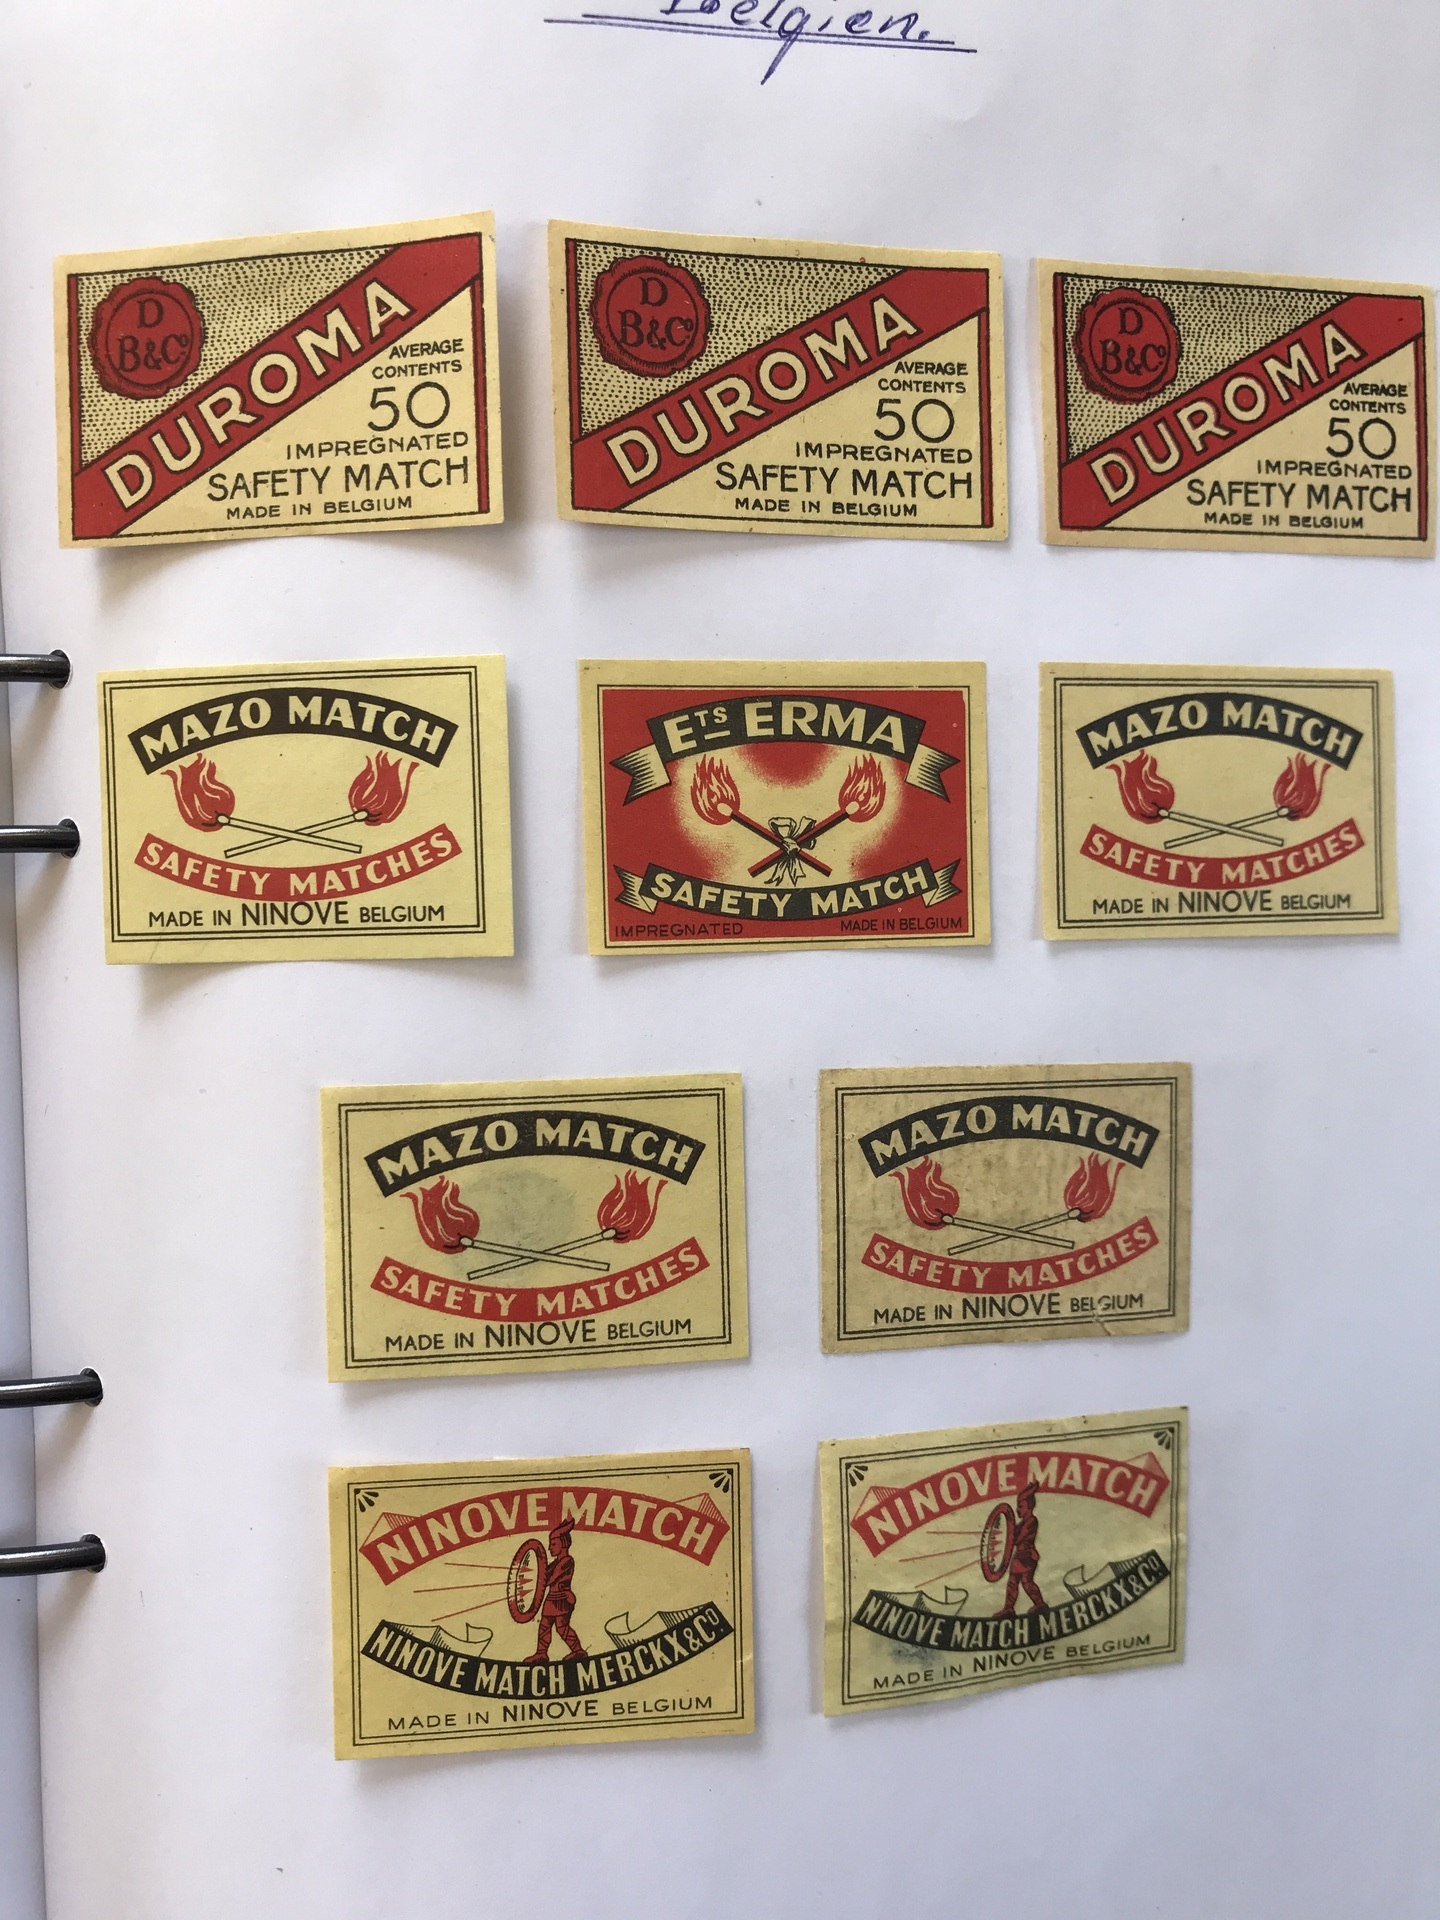 Belgien.
D
B&Cº
DUROMA
AVERAGE
CONTENTS
50
IMPREGNATED
SAFETY MATCH
MADE IN BELGIUM
D
B&Cº
DUROMA
AVERAGE
CONTENTS
50
IMPREGNATED
SAFETY MATCH
MADE IN BELGIUM
D
B&Cº
DUROMA
AVERAGE
CONTENTS
50
IMPREGNATED
SAFETY MATCH
MADE IN BELGIUM
MAZO MATCH
SAFETY MATCHES
MADE IN NINOVE BELGIUM
ETS ERMA
SAFETY MATCH
IMPREGNATED MADE IN BELGIUM
MAZO MATCH
SAFETY MATCHES
MADE IN NINOVE BELGIUM
MAZO MATCH
SAFETY MATCHES
MADE IN NINOVE BELGIUM
MAZO MATCH
SAFETY MATCHES
MADE IN NINOVE BELGIUM
NINOVE MATCH
NINOVE MATCH MERCKX&Cº
MADE IN NINOVE BELGIUM
NINOVE MATCH
NINOVE MATCH MERCKX&Cº
MADE IN NINOVE BELGIUM